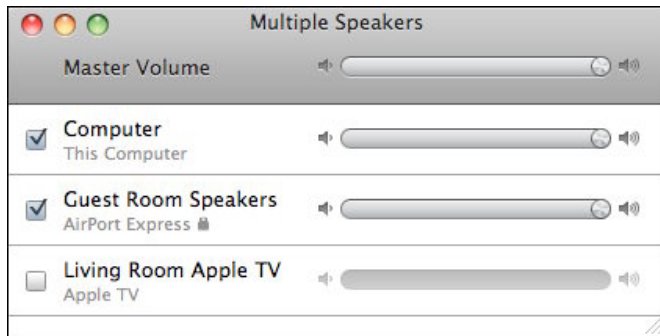 Multiple Speakers
Master Volume
Computer
This Computer
Guest Room Speakers
AirPort Express
Living Room Apple TV
Apple TV